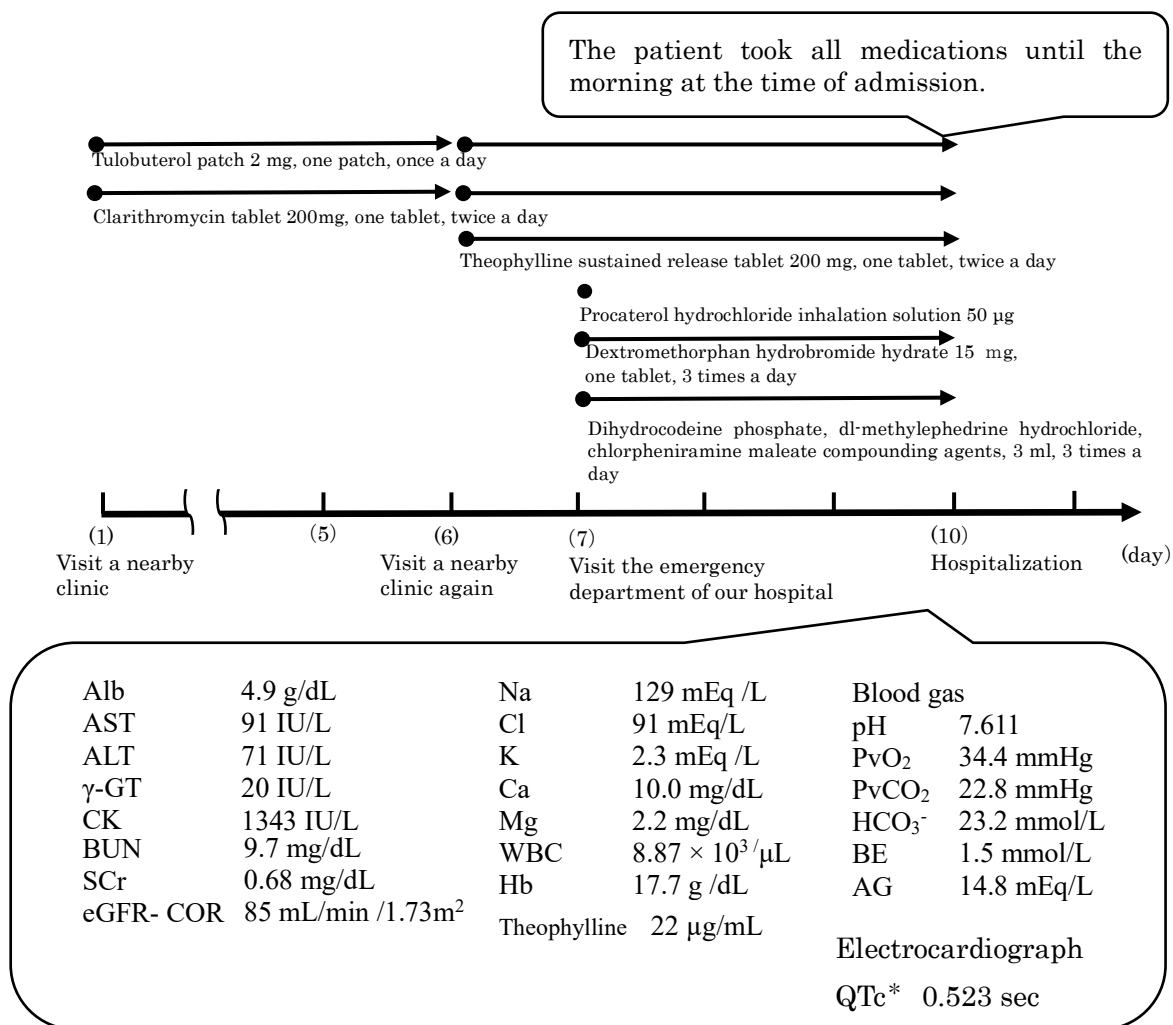 The patient took all medications until the
morning at the time of admission.
Tulobuterol patch 2 mg, one patch, once a day
Clarithromycin tablet 200mg, one tablet, twice a day
Theophylline sustained release tablet 200 mg, one tablet, twice a day
Procaterol hydrochloride inhalation solution 50 µg
Dextromethorphan hydrobromide hydrate 15 mg,
one tablet, 3 times a day
Dihydrocodeine phosphate, dl-methylephedrine hydrochloride,
chlorpheniramine maleate compounding agents, 3 ml, 3 times a
day
(1)
Visit a nearby
clinic
(5)
(6)
Visit a nearby
clinic again
(7)
Visit the emergency
department of our hospital
(10)
Hospitalization
(day)
Alb 4.9 g/dL
AST 91 IU/L
ALT 71 IU/L
γ-GT 20 IU/L
CK 1343 IU/L
BUN 9.7 mg/dL
SCr 0.68 mg/dL
eGFR- COR 85 mL/min /1.73m²
Na 129 mEq /L
Cl 91 mEq/L
K 2.3 mEq /L
Ca 10.0 mg/dL
Mg 2.2 mg/dL
WBC 8.87 × 10³ /µL
Hb 17.7 g /dL
Theophylline 22 µg/mL
Blood gas
pH 7.611
PvO₂ 34.4 mmHg
PvCO₂ 22.8 mmHg
HCO₃⁻ 23.2 mmol/L
BE 1.5 mmol/L
AG 14.8 mEq/L
Electrocardiograph
QTc* 0.523 sec